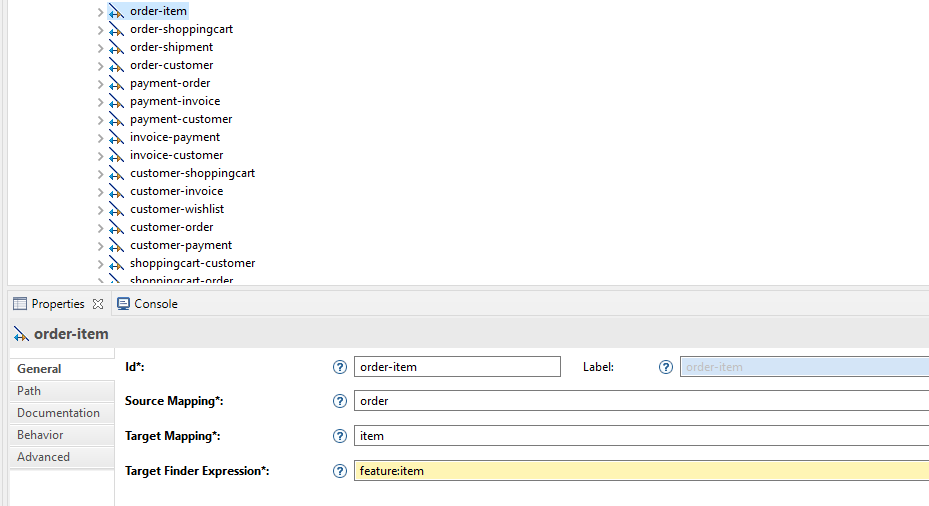 order-item
order-shoppingcart
order-shipment
order-customer
payment-order
payment-invoice
payment-customer
invoice-payment
invoice-customer
customer-shoppingcart
customer-invoice
customer-wishlist
customer-order
customer-payment
shoppingcart-customer
shoppingcart-order
Properties Console
order-item
General
Path
Documentation
Behavior
Advanced
Id*: ? order-item Label: ? order-item
Source Mapping*: ? order
Target Mapping*: ? item
Target Finder Expression*: ? feature:item